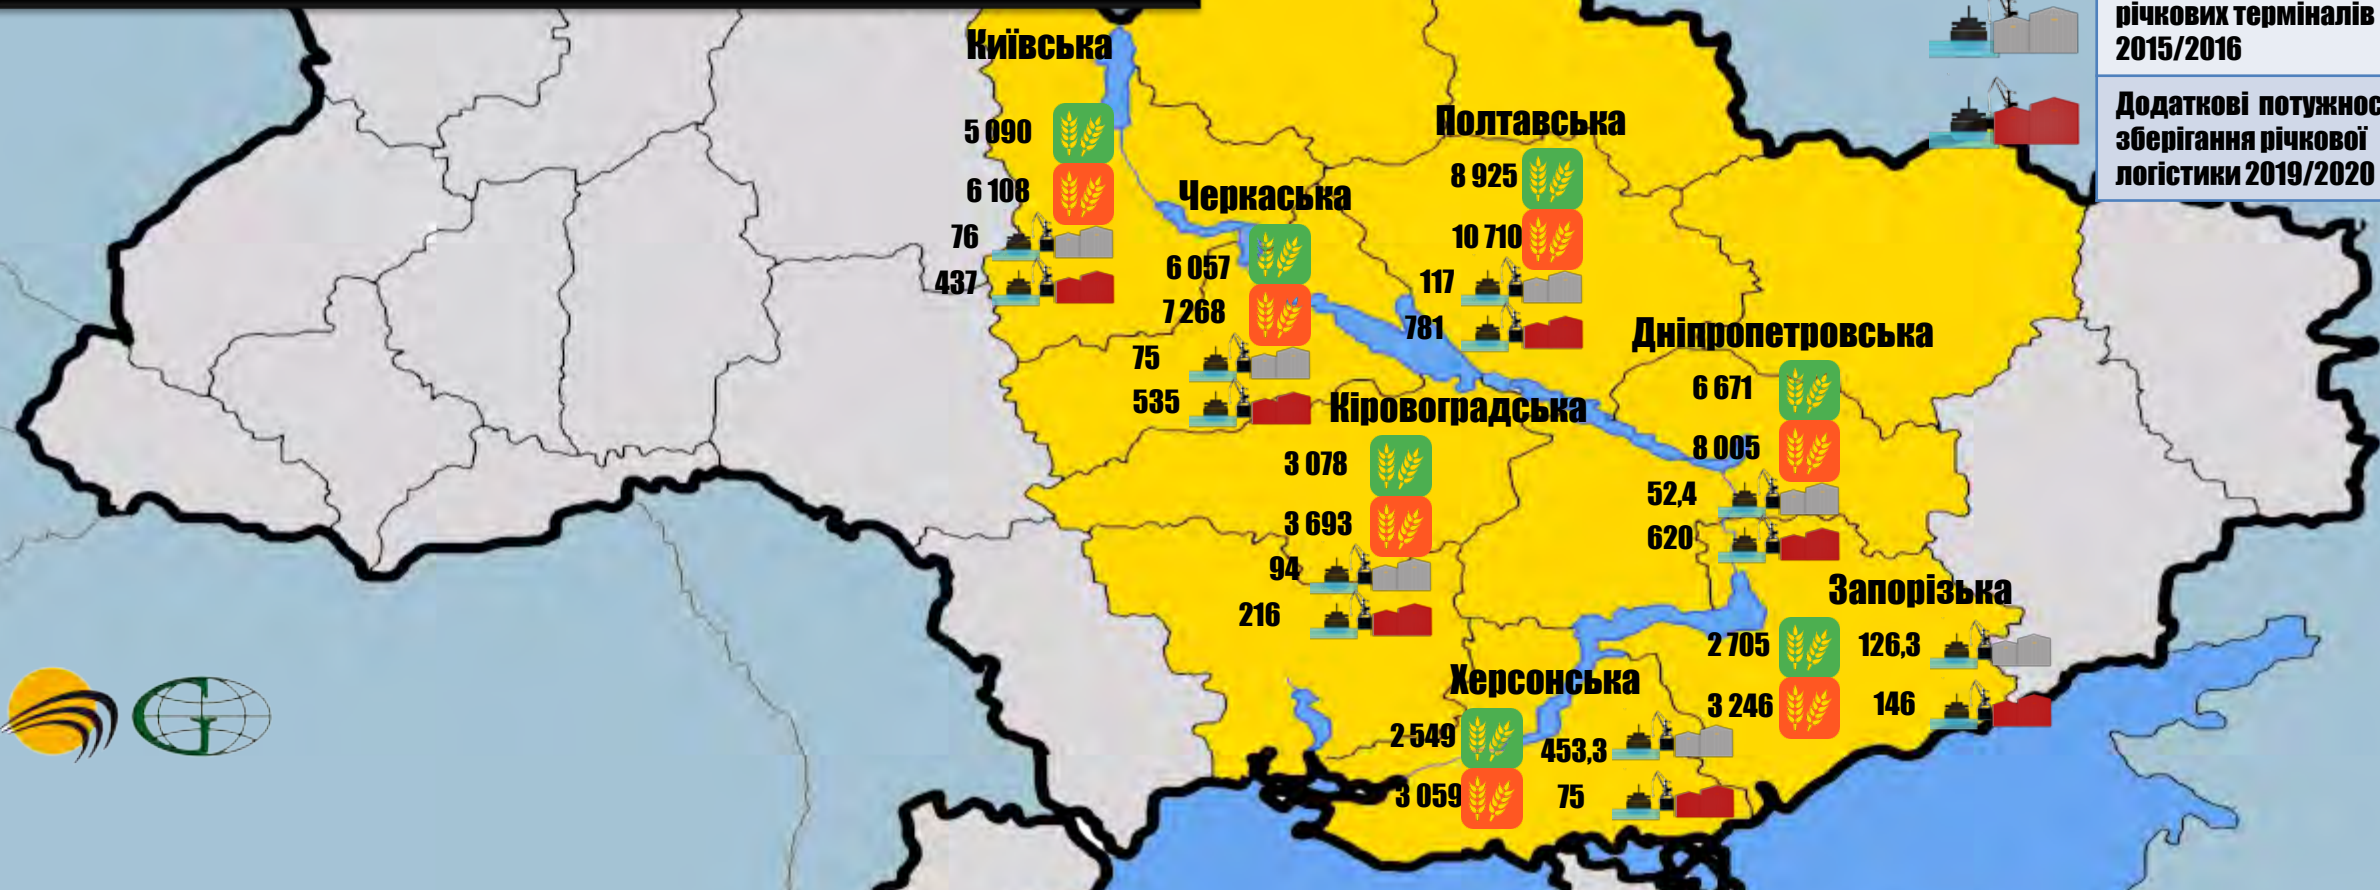 річкових терміналів
2015/2016
Додаткові потужнос
зберігання річкової
логістики 2019/2020
Київська
5 090
6 108
76
437
Черкаська
6 057
7 268
75
535
Полтавська
8 925
10 710
117
781
Кіровоградська
3 078
3 693
94
216
Дніпропетровська
6 671
8 005
52,4
620
Запорізька
2 705
126,3
3 246
146
Херсонська
2 549
453,3
3 059
75
G